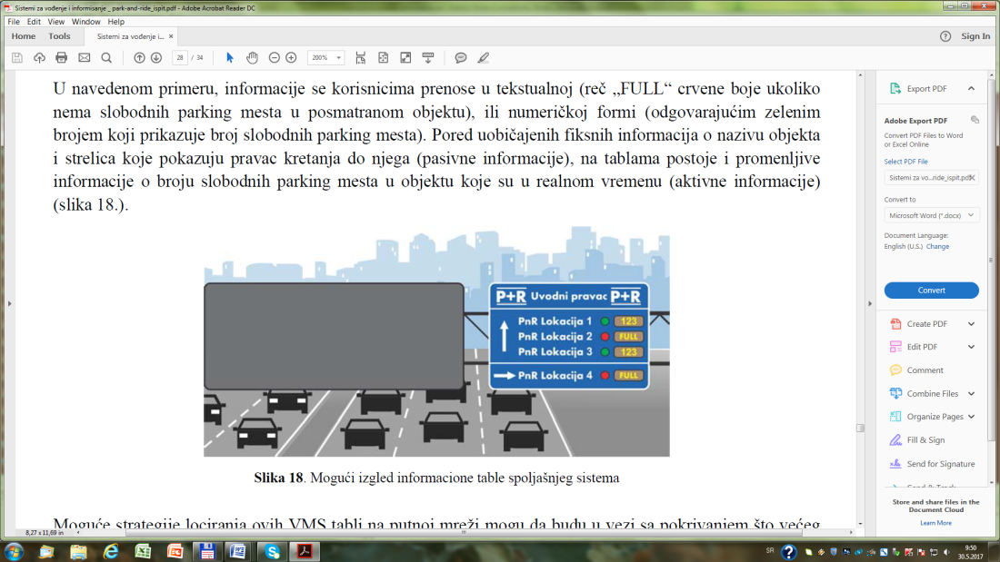 Sistemi za vođenje i informisanje _ park-and-ride_ispit.pdf - Adobe Acrobat Reader DC
File Edit View Window Help
Home Tools Sistemi za vođenje i... × Sign In
28 / 34 200%
U navedenom primeru, informacije se korisnicima prenose u tekstualnoj (reč „FULL“ crvene boje ukoliko
nema slobodnih parking mesta u posmatranom objektu), ili numeričkoj formi (odgovarajućim zelenim
brojem koji prikazuje broj slobodnih parking mesta). Pored uobičajenih fiksnih informacija o nazivu objekta
i strelica koje pokazuju pravac kretanja do njega (pasivne informacije), na tablama postoje i promenljive
informacije o broju slobodnih parking mesta u objektu koje su u realnom vremenu (aktivne informacije)
(slika 18.).
P+R Uvodni pravac P+R
PnR Lokacija 1 123
PnR Lokacija 2 FULL
PnR Lokacija 3 123
PnR Lokacija 4 FULL
Slika 18. Mogući izgled informacione table spoljašnjeg sistema
Moguće strategije lociranja ovih VMS tabli na putnoj mreži mogu da budu u vezi sa pokrivanjem što većeg
8,27 x 11,69 in
Export PDF
Adobe Export PDF
Convert PDF Files to Word
or Excel Online
Select PDF File
Sistemi za vo...ride_ispit.pdf
Convert to
Microsoft Word (*.docx)
Document Language:
English (U.S.) Change
Convert
Create PDF
Edit PDF
Comment
Combine Files
Organize Pages
Fill & Sign
Send for Signature
Send & Track
Store and share files in the
Document Cloud
Learn More
SR
9:50
30.5.2017